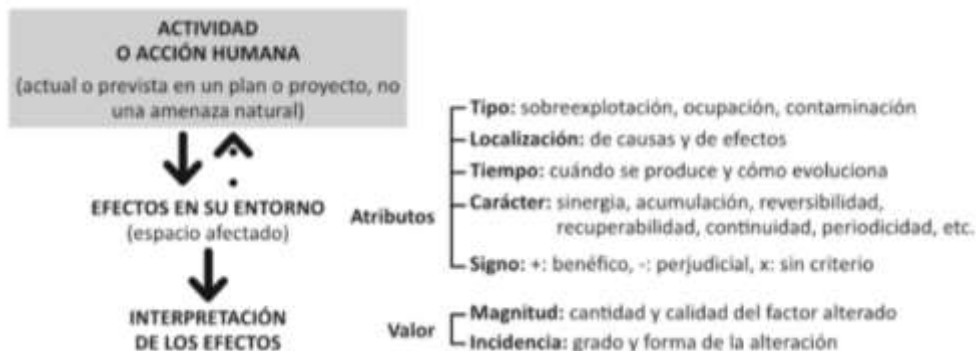 ACTIVIDAD
O ACCIÓN HUMANA
(actual o prevista en un plan o proyecto, no
una amenaza natural)
EFECTOS EN SU ENTORNO
(espacio afectado)
INTERPRETACIÓN
DE LOS EFECTOS
Atributos
Tipo: sobreexplotación, ocupación, contaminación
Localización: de causas y de efectos
Tiempo: cuándo se produce y cómo evoluciona
Carácter: sinergia, acumulación, reversibilidad,
recuperabilidad, continuidad, periodicidad, etc.
Signo: +: benéfico, -: perjudicial, x: sin criterio
Valor
Magnitud: cantidad y calidad del factor alterado
Incidencia: grado y forma de la alteración